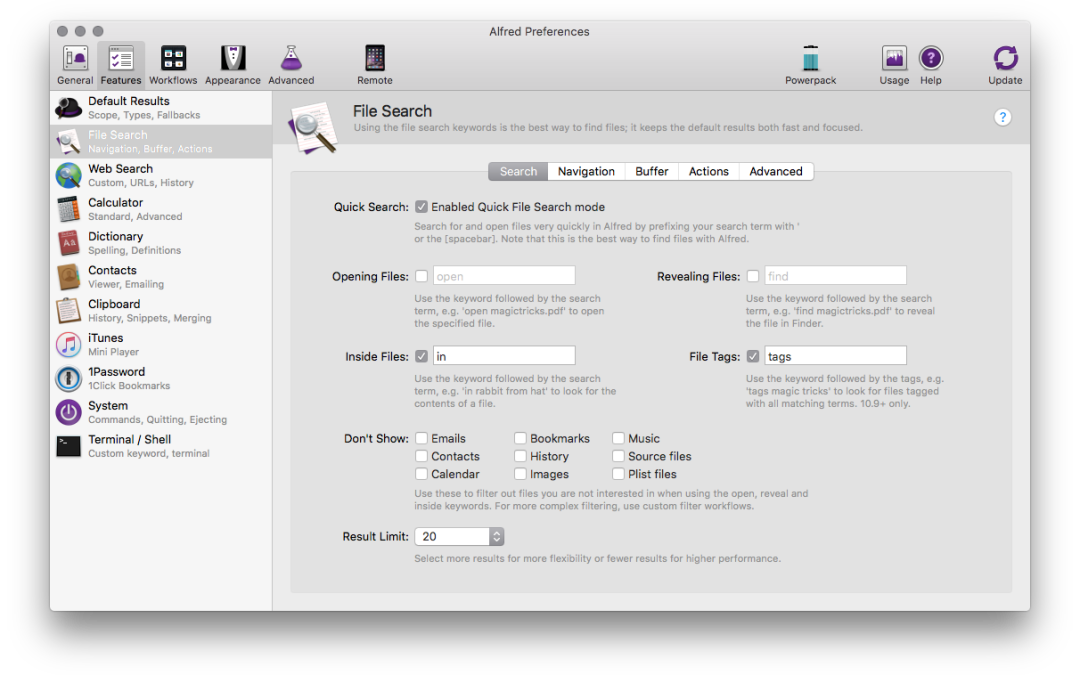 Alfred Preferences
General Features Workflows Appearance Advanced Remote Powerpack Usage Help Update
Default Results
Scope, Types, Fallbacks
File Search
Navigation, Buffer, Actions
Web Search
Custom, URLs, History
Calculator
Standard, Advanced
Dictionary
Spelling, Definitions
Contacts
Viewer, Emailing
Clipboard
History, Snippets, Merging
iTunes
Mini Player
1Password
1Click Bookmarks
System
Commands, Quitting, Ejecting
Terminal / Shell
Custom keyword, terminal
File Search
Using the file search keywords is the best way to find files; it keeps the default results both fast and focused.
?
Search Navigation Buffer Actions Advanced
Quick Search: Enabled Quick File Search mode
Search for and open files very quickly in Alfred by prefixing your search term with '
or the [spacebar]. Note that this is the best way to find files with Alfred.
Opening Files: open
Use the keyword followed by the search
term, e.g. 'open magictricks.pdf' to open
the specified file.
Revealing Files: find
Use the keyword followed by the search
term, e.g. 'find magictricks.pdf' to reveal
the file in Finder.
Inside Files: in
Use the keyword followed by the search
term, e.g. 'in rabbit from hat' to look for the
contents of a file.
File Tags: tags
Use the keyword followed by the tags, e.g.
'tags magic tricks' to look for files tagged
with all matching terms. 10.9+ only.
Don't Show: Emails Bookmarks Music
Contacts History Source files
Calendar Images Plist files
Use these to filter out files you are not interested in when using the open, reveal and
inside keywords. For more complex filtering, use custom filter workflows.
Result Limit: 20
Select more results for more flexibility or fewer results for higher performance.